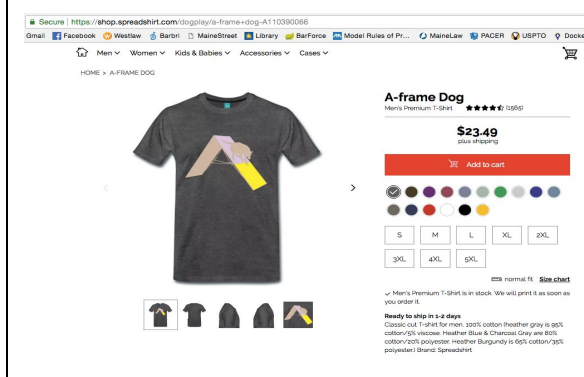 Secure | https://shop.spreadshirt.com/dogplay/a-frame+dog-A110390066
Gmail Facebook Westlaw Barbri MaineStreet Library BarForce Model Rules of Pr... MaineLaw PACER USPTO Docke
Men Women Kids & Babies Accessories Cases
HOME > A-FRAME DOG
A-frame Dog
Men's Premium T-Shirt (1565)
$23.49
plus shipping
Add to cart
S M L XL 2XL
3XL 4XL 5XL
normal fit Size chart
Men's Premium T-Shirt is in stock. We will print it as soon as
you order it.
Ready to ship in 1-2 days
Classic cut T-shirt for men, 100% cotton (heather gray is 95%
cotton/5% viscose. Heather Blue & Charcoal Gray are 80%
cotton/20% polyester. Heather Burgundy is 65% cotton/35%
polyester.) Brand: Spreadshirt